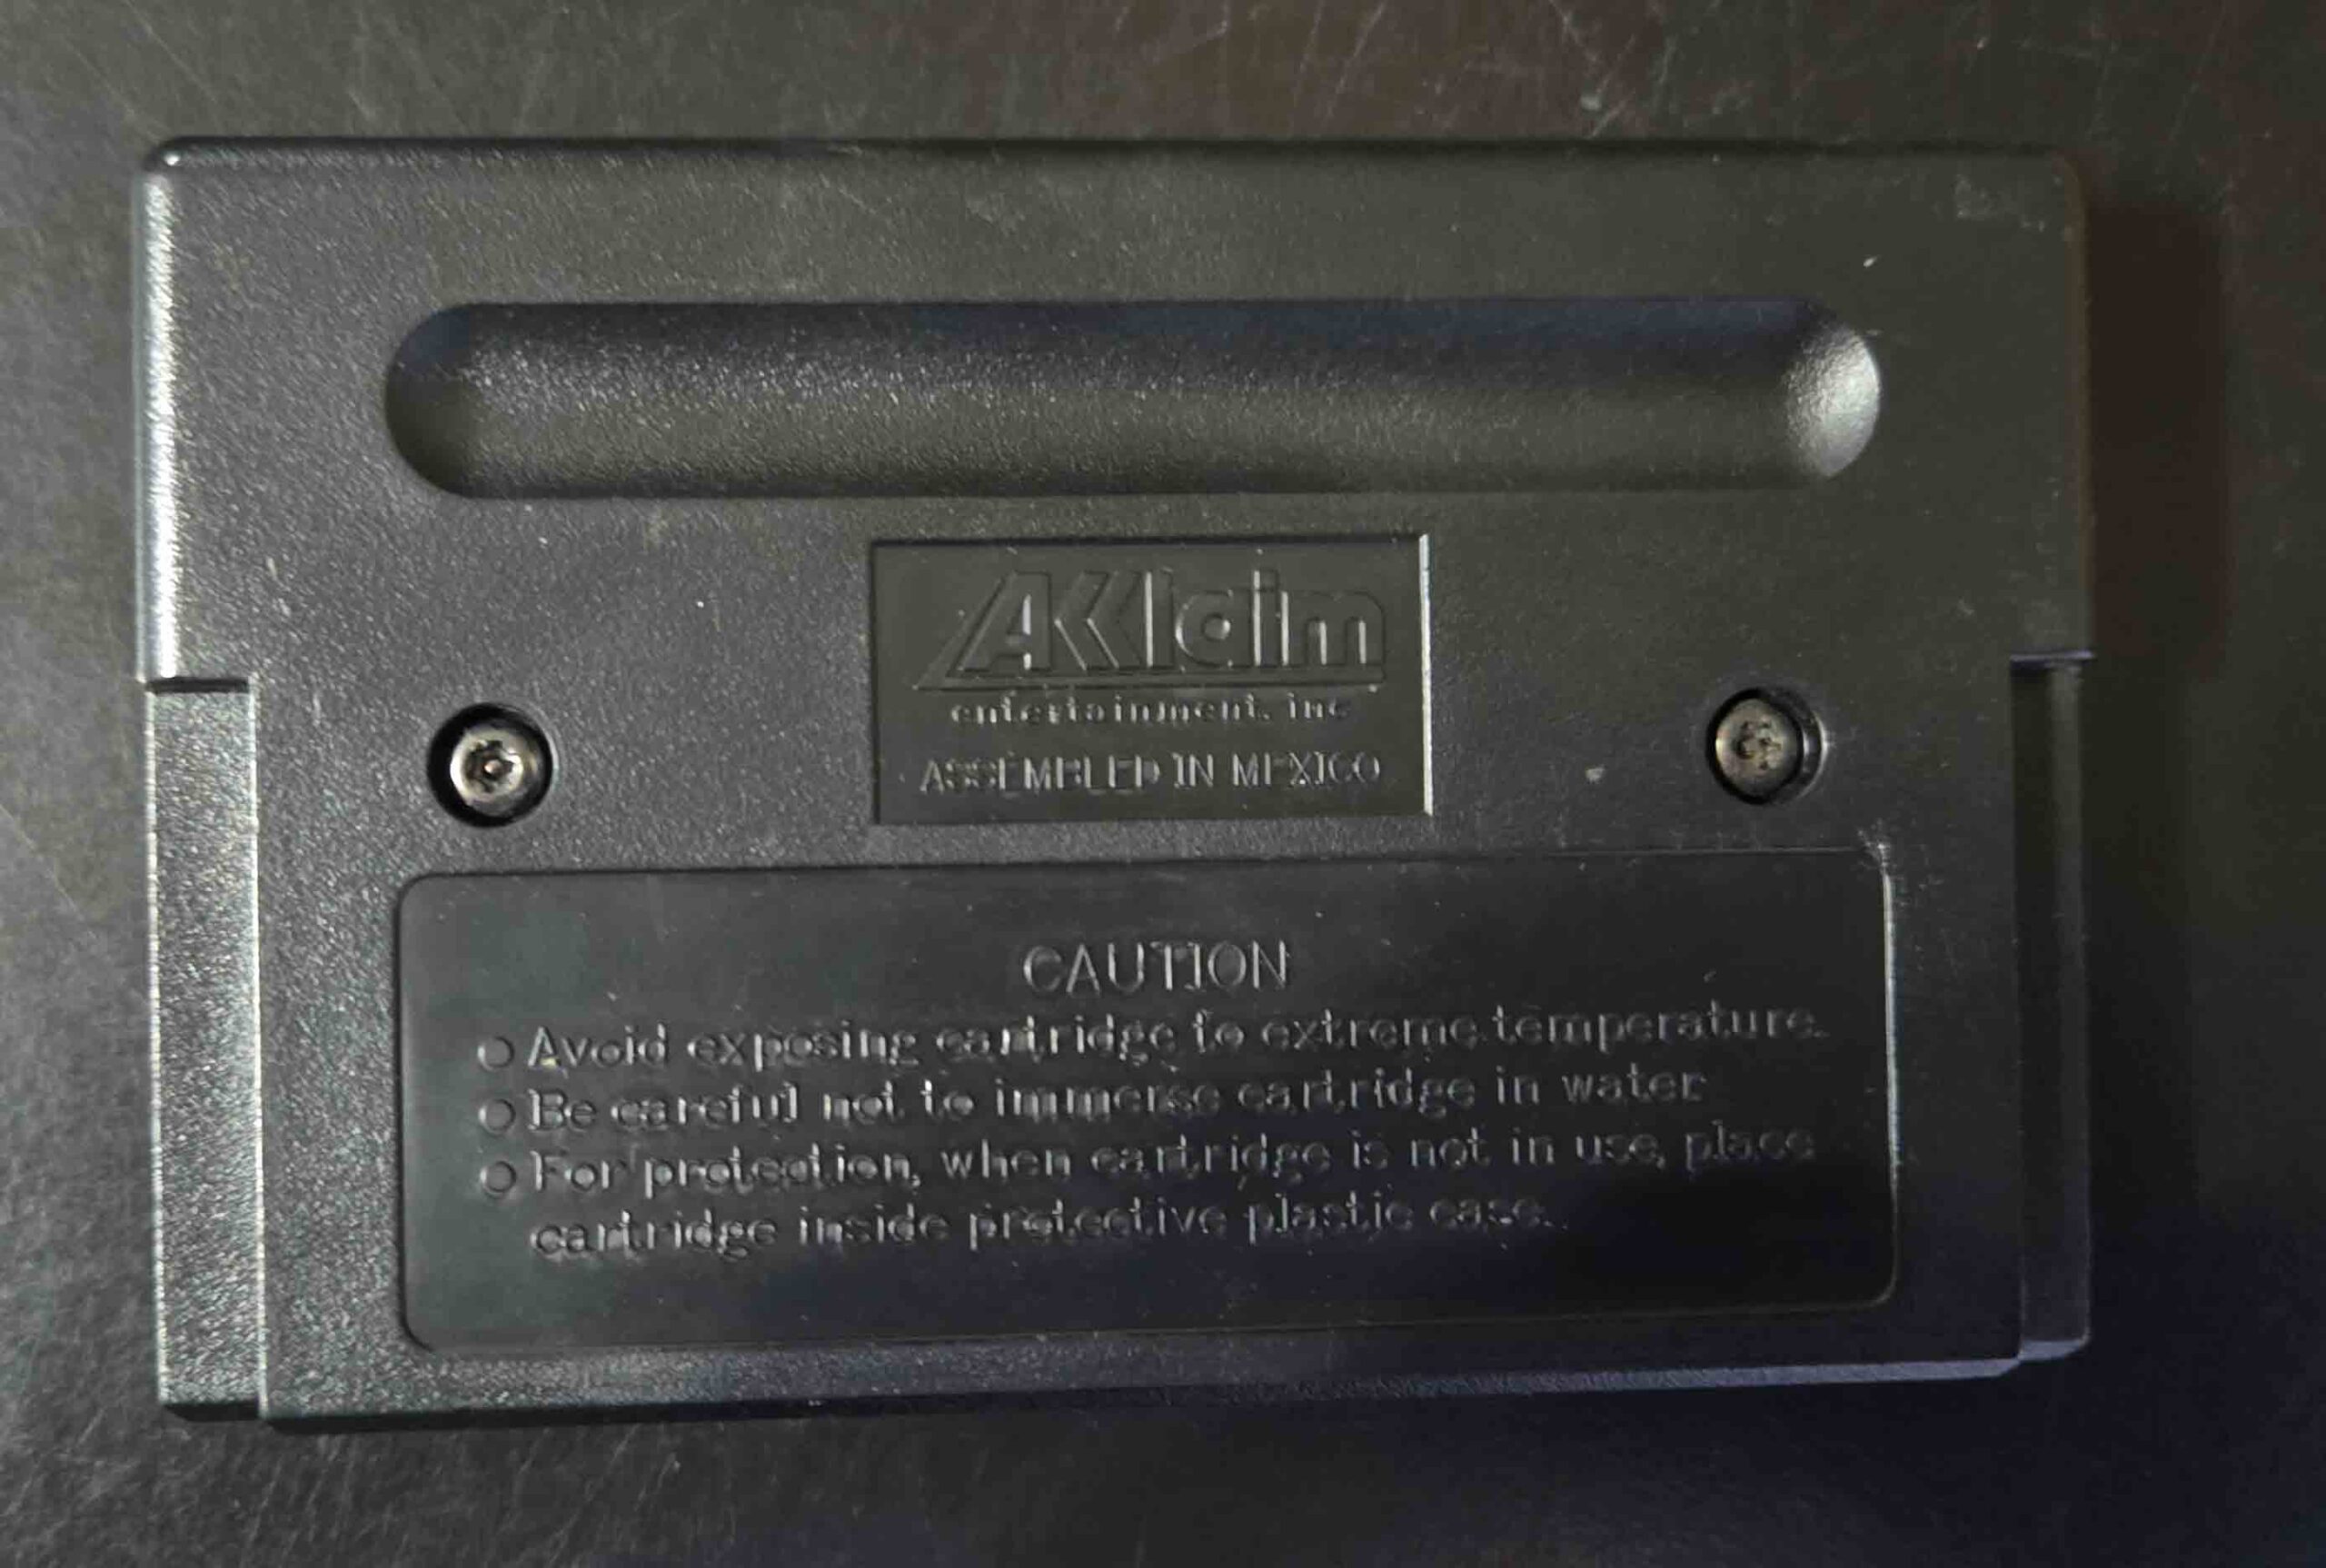 AKKlaim
entertainment, inc
ASSEMBLED IN MEXICO
CAUTION
○ Avoid exposing cartridge to extreme temperature.
○ Be careful not to immerse cartridge in water.
○ For protection, when cartridge is not in use, place
cartridge inside protective plastic case.